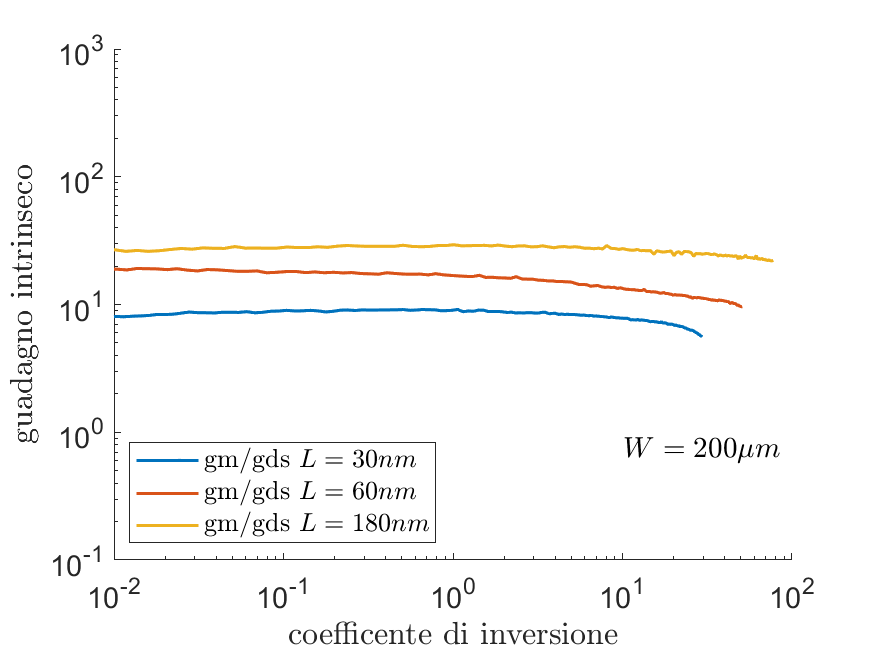 10^3
10^2
10^1
10^0
10^-1
10^-2
10^-1
10^0
10^1
10^2
guadagno intrinseco
coefficente di inversione
gm/gds L = 30nm
gm/gds L = 60nm
gm/gds L = 180nm
W = 200μm